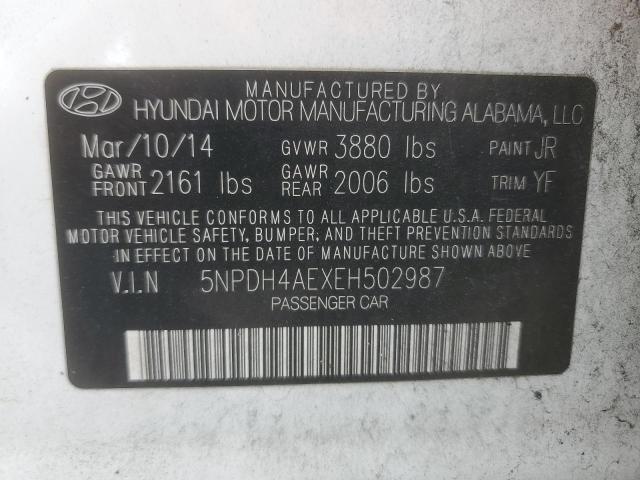 MANUFACTURED BY
HYUNDAI MOTOR MANUFACTURING ALABAMA, LLC
Mar/10/14 GVWR 3880 lbs PAINT JR
GAWR FRONT 2161 lbs GAWR REAR 2006 lbs TRIM YF
THIS VEHICLE CONFORMS TO ALL APPLICABLE U.S.A. FEDERAL
MOTOR VEHICLE SAFETY, BUMPER, AND THEFT PREVENTION STANDARDS
IN EFFECT ON THE DATE OF MANUFACTURE SHOWN ABOVE.
V.I.N 5NPDH4AEXEH502987
PASSENGER CAR